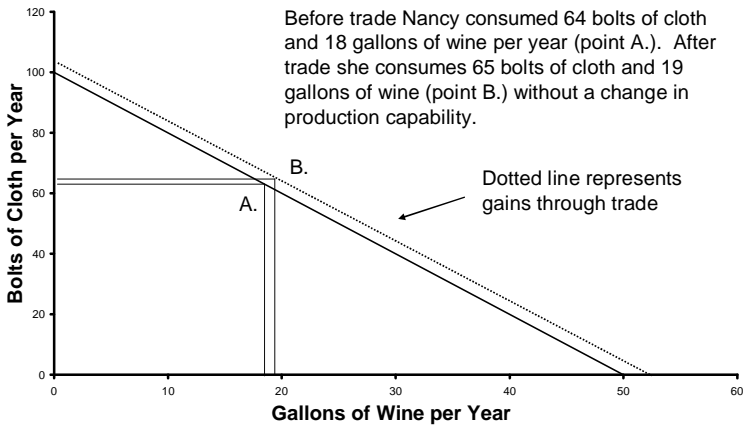 Before trade Nancy consumed 64 bolts of cloth
and 18 gallons of wine per year (point A.).  After
trade she consumes 65 bolts of cloth and 19
gallons of wine (point B.) without a change in
production capability.
Dotted line represents
gains through trade
B.
A.
Bolts of Cloth per Year
120
100
80
60
40
20
0
0 10 20 30 40 50 60
Gallons of Wine per Year